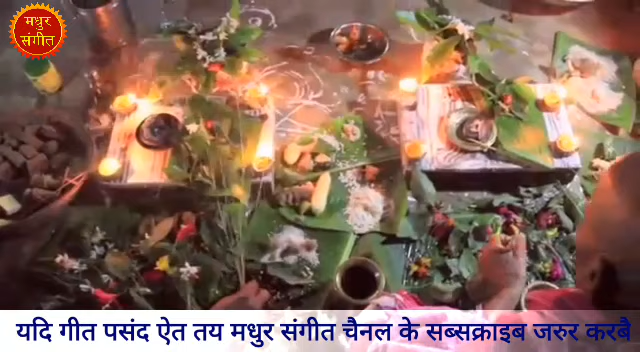 मधुर
संगीत
यदि गीत पसंद ऐत तय मधुर संगीत चैनल के सब्सक्राइब जरुर करबै